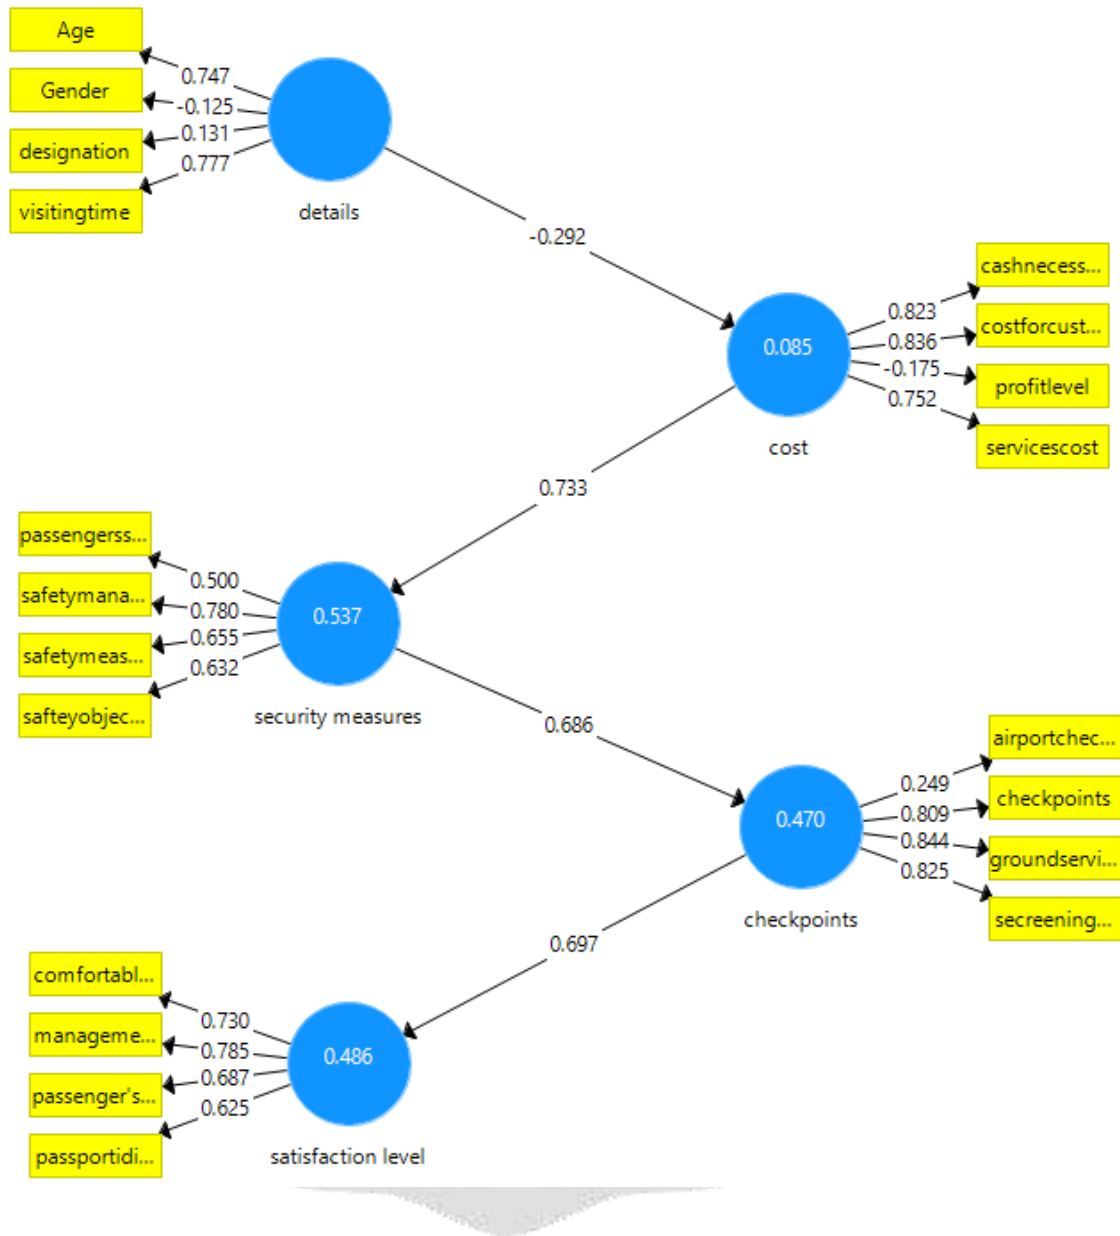 Age
0.747
Gender
-0.125
designation
0.131
visitingtime
0.777
details
-0.292
cashnecess...
0.823
costforcust...
0.836
profitlevel
-0.175
servicescost
0.752
0.085
cost
0.733
passengerss...
0.500
safetymana...
0.780
safetymeas...
0.655
safteyobjec...
0.632
0.537
security measures
0.686
airportchec...
0.249
checkpoints
0.809
groundservi...
0.844
secreening...
0.825
0.470
checkpoints
0.697
comfortabl...
0.730
manageme...
0.785
passenger's...
0.687
passportidi...
0.625
0.486
satisfaction level